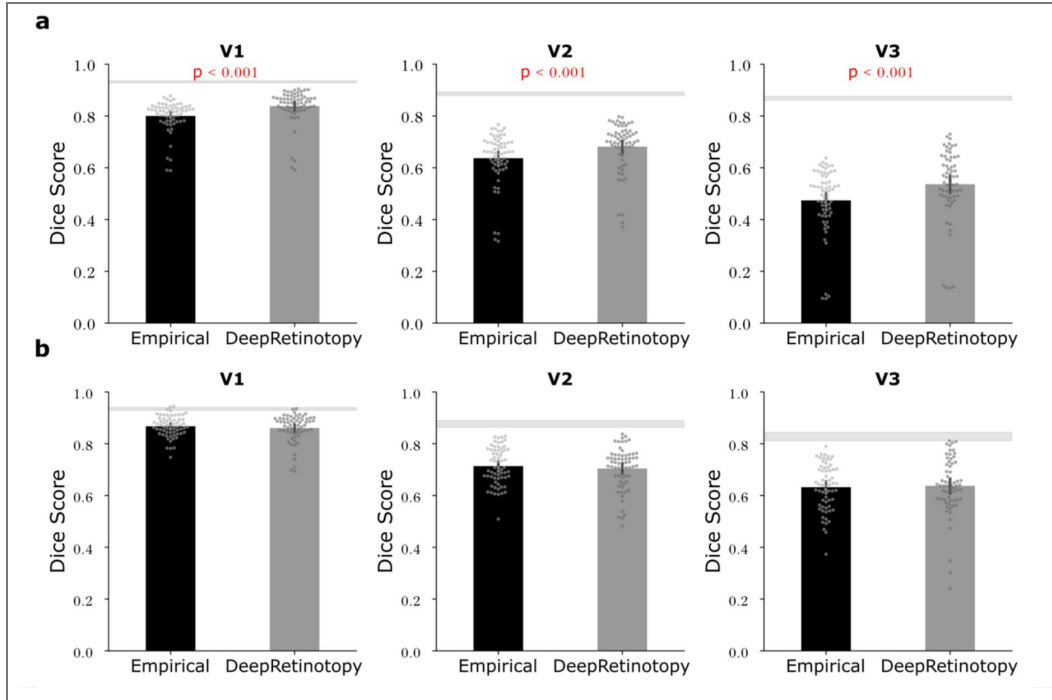 a
V1
V2
V3
p < 0.001
p < 0.001
p < 0.001
Dice Score
1.0
0.8
0.6
0.4
0.2
0.0
Empirical
DeepRetinotopy
Dice Score
1.0
0.8
0.6
0.4
0.2
0.0
Empirical
DeepRetinotopy
Dice Score
1.0
0.8
0.6
0.4
0.2
0.0
Empirical
DeepRetinotopy
b
V1
V2
V3
Dice Score
1.0
0.8
0.6
0.4
0.2
0.0
Empirical
DeepRetinotopy
Dice Score
1.0
0.8
0.6
0.4
0.2
0.0
Empirical
DeepRetinotopy
Dice Score
1.0
0.8
0.6
0.4
0.2
0.0
Empirical
DeepRetinotopy